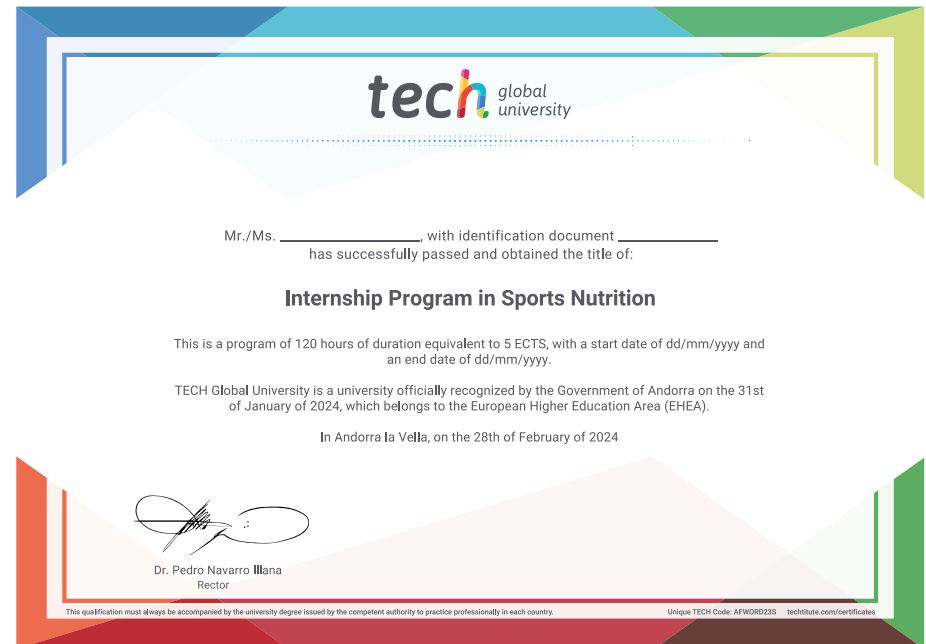 tech global
university
Mr./Ms. ____________, with identification document ____________
has successfully passed and obtained the title of:
Internship Program in Sports Nutrition
This is a program of 120 hours of duration equivalent to 5 ECTS, with a start date of dd/mm/yyyy and
an end date of dd/mm/yyyy.
TECH Global University is a university officially recognized by the Government of Andorra on the 31st
of January of 2024, which belongs to the European Higher Education Area (EHEA).
In Andorra la Vella, on the 28th of February of 2024
Dr. Pedro Navarro Illana
Rector
This qualification must always be accompanied by the university degree issued by the competent authority to practice professionally in each country.
Unique TECH Code: AFWORD23S techtitute.com/certificates